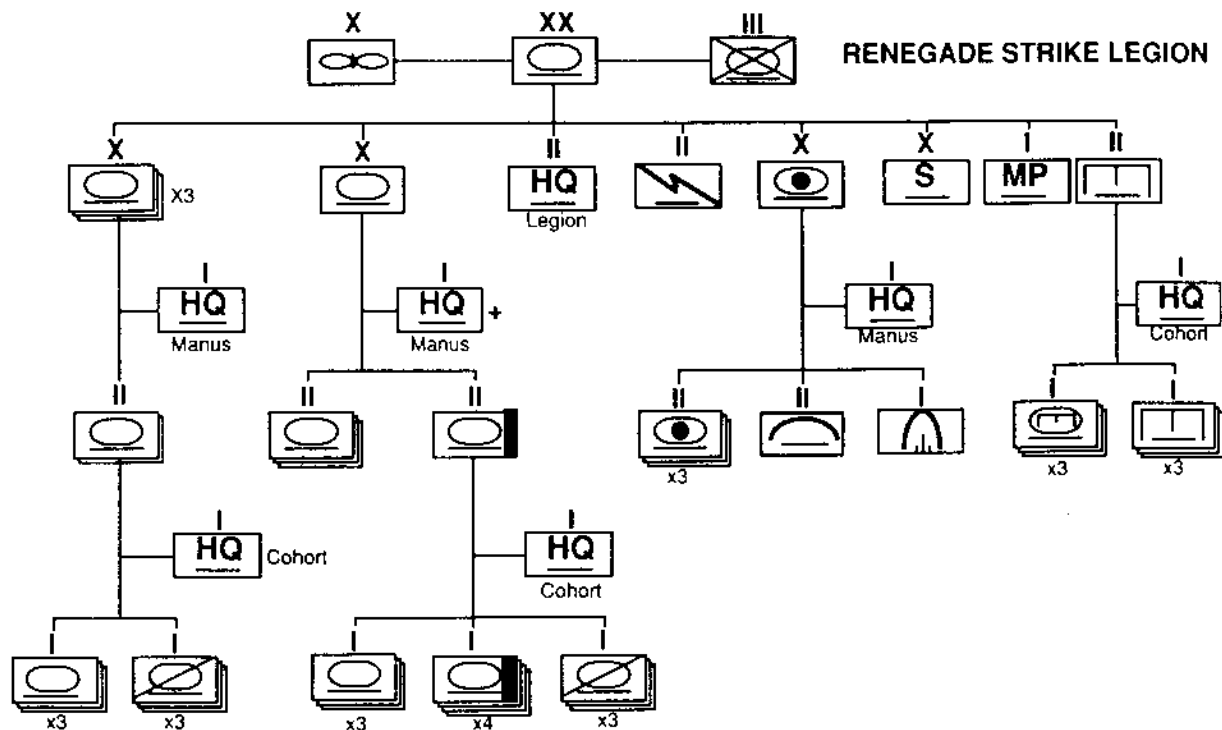 X XX III
RENEGADE STRIKE LEGION
X X II II X X I II
X3 HQ S MP
Legion
I I I I
HQ HQ + HQ HQ
Manus Manus Manus Cohort
II II II II II I I I
x3 x3 x3
I I
HQ Cohort HQ
Cohort
I I I I I
x3 x3 x3 x4 x3